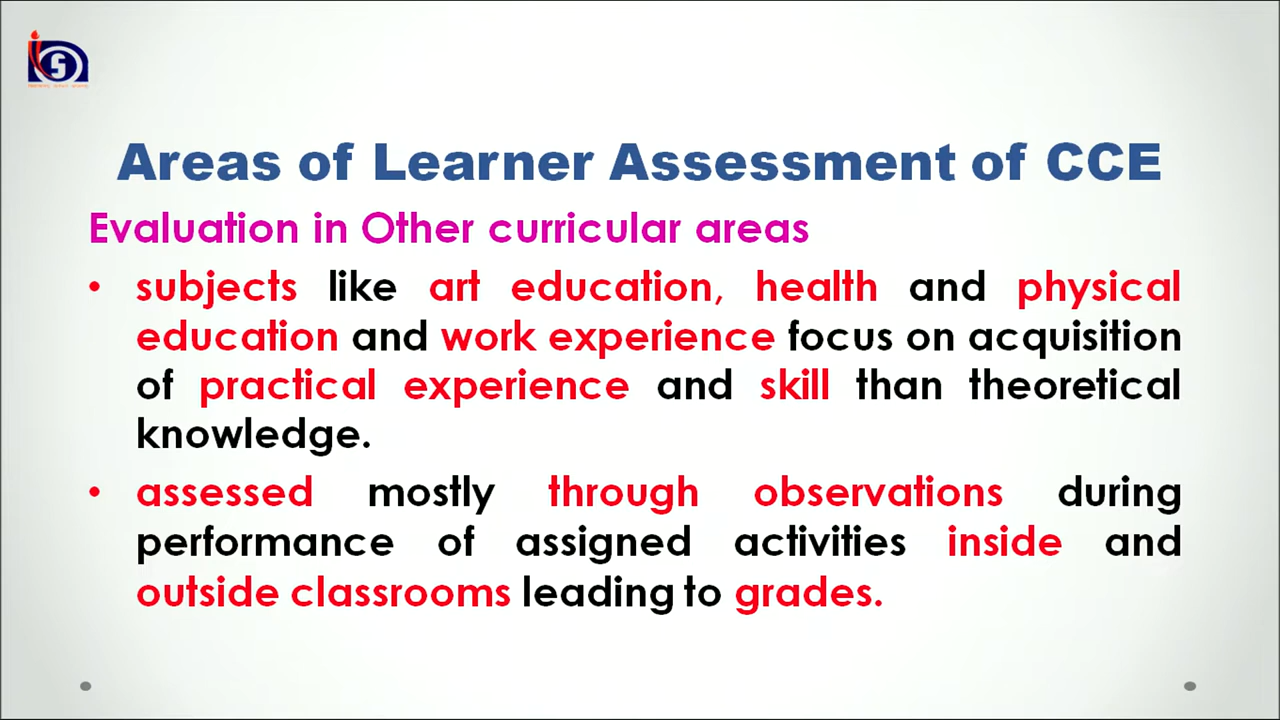 Areas of Learner Assessment of CCE
Evaluation in Other curricular areas
• subjects like art education, health and physical
education and work experience focus on acquisition
of practical experience and skill than theoretical
knowledge.
• assessed mostly through observations during
performance of assigned activities inside and
outside classrooms leading to grades.